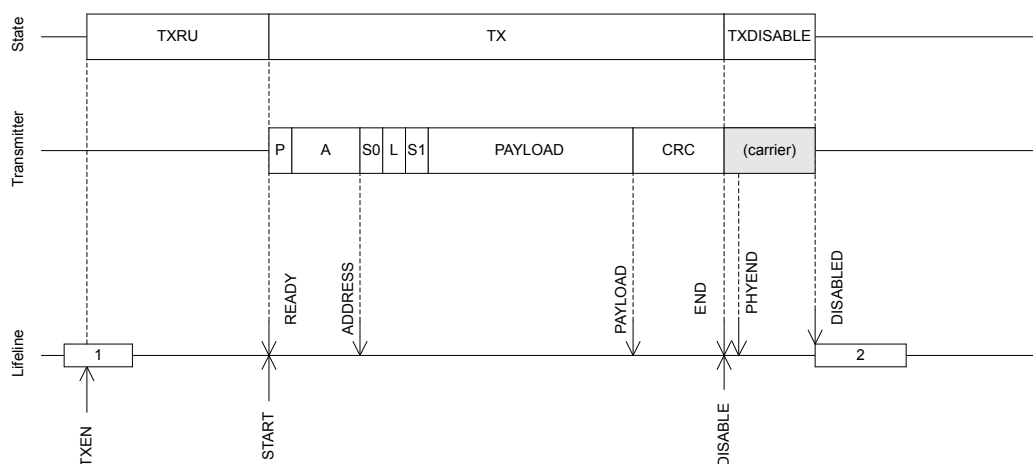 State
TXRU
TX
TXDISABLE
Transmitter
P
A
S0
L
S1
PAYLOAD
CRC
(carrier)
READY
ADDRESS
PAYLOAD
END
PHYEND
DISABLED
Lifeline
1
2
TXEN
START
DISABLE